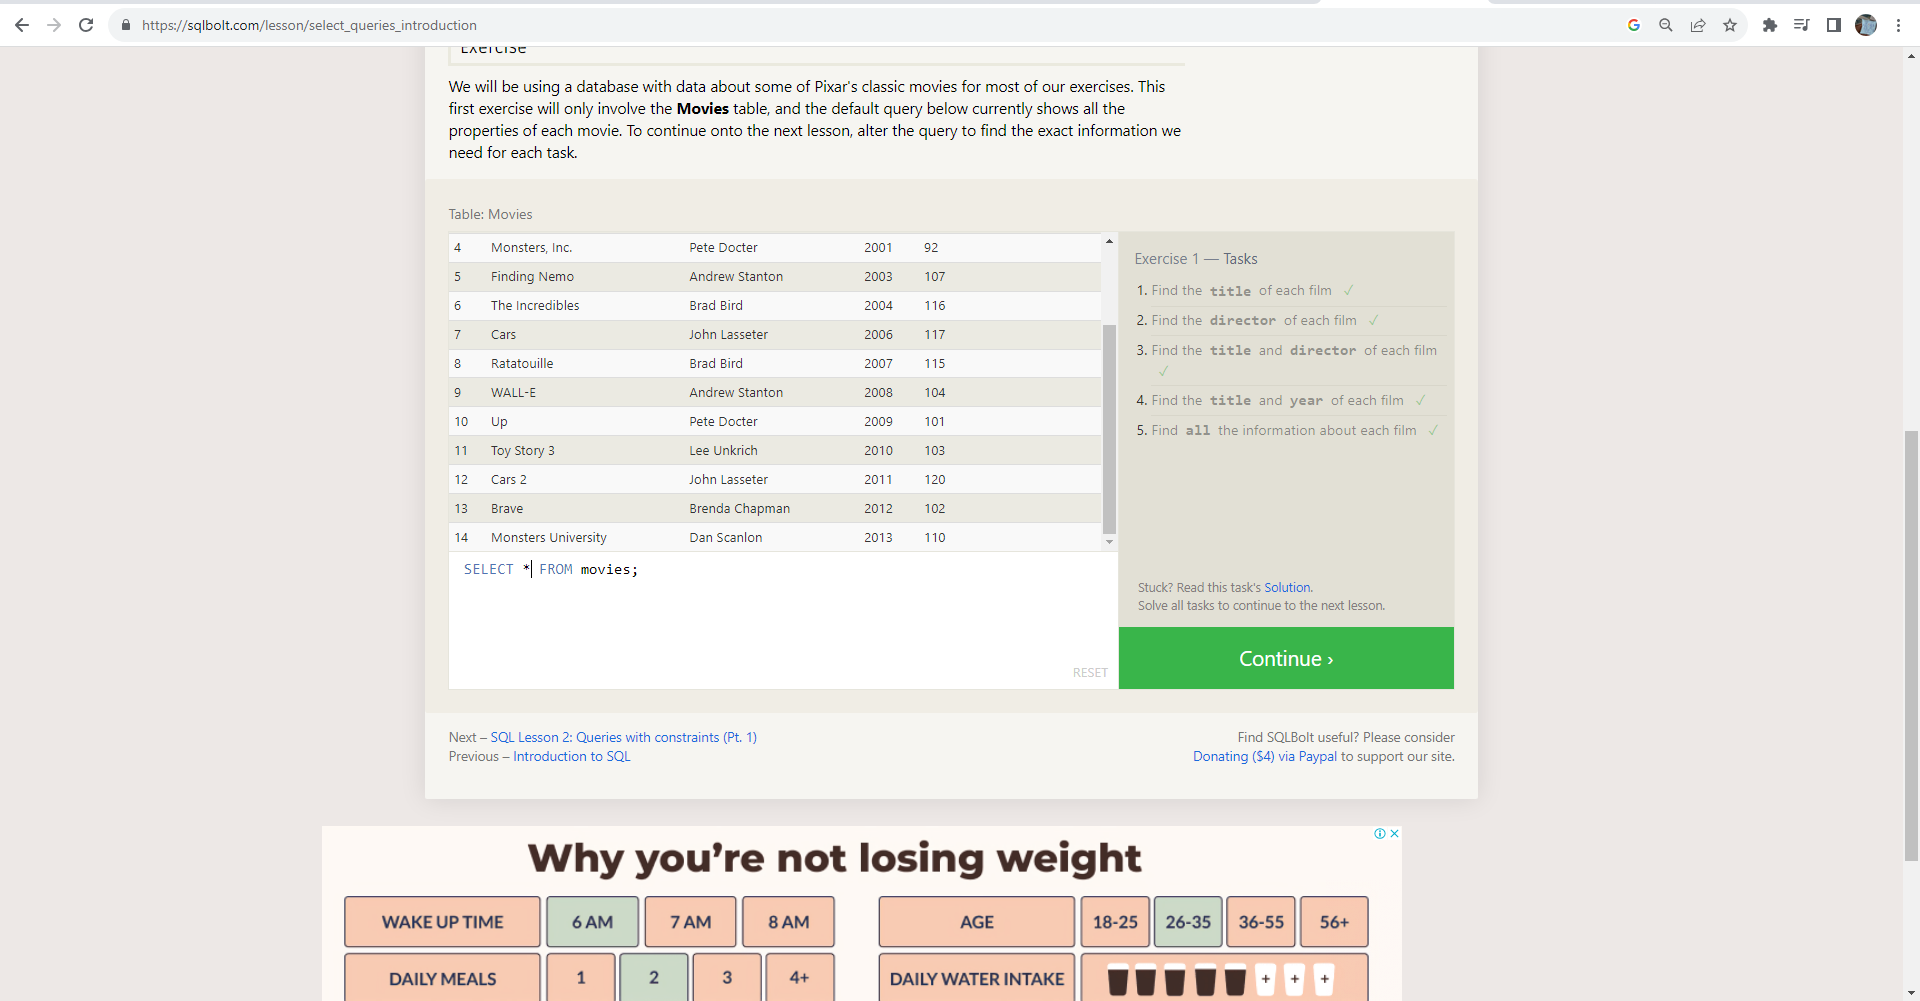 https://sqlbolt.com/lesson/select_queries_introduction
Exercise
We will be using a database with data about some of Pixar's classic movies for most of our exercises. This
first exercise will only involve the Movies table, and the default query below currently shows all the
properties of each movie. To continue onto the next lesson, alter the query to find the exact information we
need for each task.
Table: Movies
4 Monsters, Inc. Pete Docter 2001 92
5 Finding Nemo Andrew Stanton 2003 107
6 The Incredibles Brad Bird 2004 116
7 Cars John Lasseter 2006 117
8 Ratatouille Brad Bird 2007 115
9 WALL-E Andrew Stanton 2008 104
10 Up Pete Docter 2009 101
11 Toy Story 3 Lee Unkrich 2010 103
12 Cars 2 John Lasseter 2011 120
13 Brave Brenda Chapman 2012 102
14 Monsters University Dan Scanlon 2013 110
SELECT * FROM movies;
RESET
Exercise 1 — Tasks
1. Find the title of each film ✓
2. Find the director of each film ✓
3. Find the title and director of each film
✓
4. Find the title and year of each film ✓
5. Find all the information about each film ✓
Stuck? Read this task's Solution.
Solve all tasks to continue to the next lesson.
Continue ›
Next – SQL Lesson 2: Queries with constraints (Pt. 1)
Previous – Introduction to SQL
Find SQLBolt useful? Please consider
Donating ($4) via Paypal to support our site.
Why you're not losing weight
WAKE UP TIME 6 AM 7 AM 8 AM
DAILY MEALS 1 2 3 4+
AGE 18-25 26-35 36-55 56+
DAILY WATER INTAKE + + +